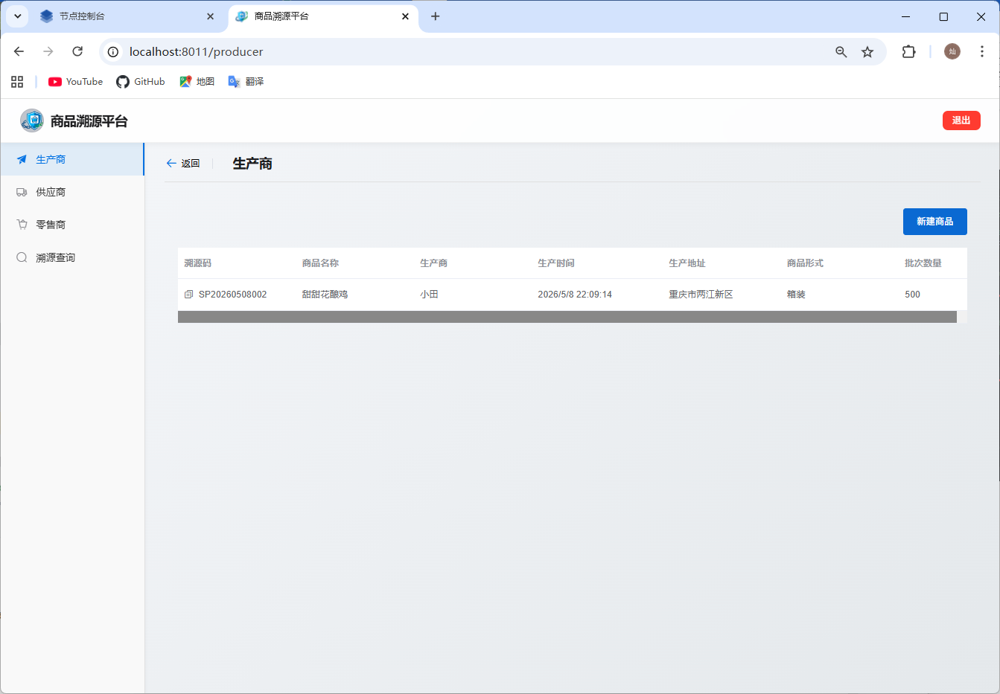 节点控制台
商品溯源平台
localhost:8011/producer
灿
YouTube
GitHub
地图
翻译
商品溯源平台
退出
生产商
供应商
零售商
溯源查询
返回
生产商
新建商品
溯源码 商品名称 生产商 生产时间 生产地址 商品形式 批次数量
SP20260508002 甜甜花酿鸡 小田 2026/5/8 22:09:14 重庆市两江新区 箱装 500